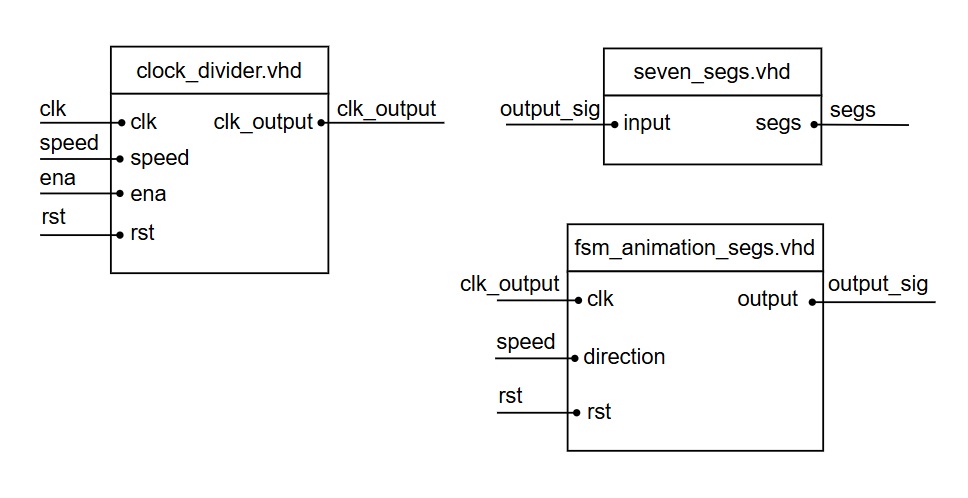 clock_divider.vhd
clk
clk
clk_output
clk_output
speed
speed
ena
ena
rst
rst
seven_segs.vhd
output_sig
input
segs
segs
fsm_animation_segs.vhd
clk_output
clk
output
output_sig
speed
direction
rst
rst